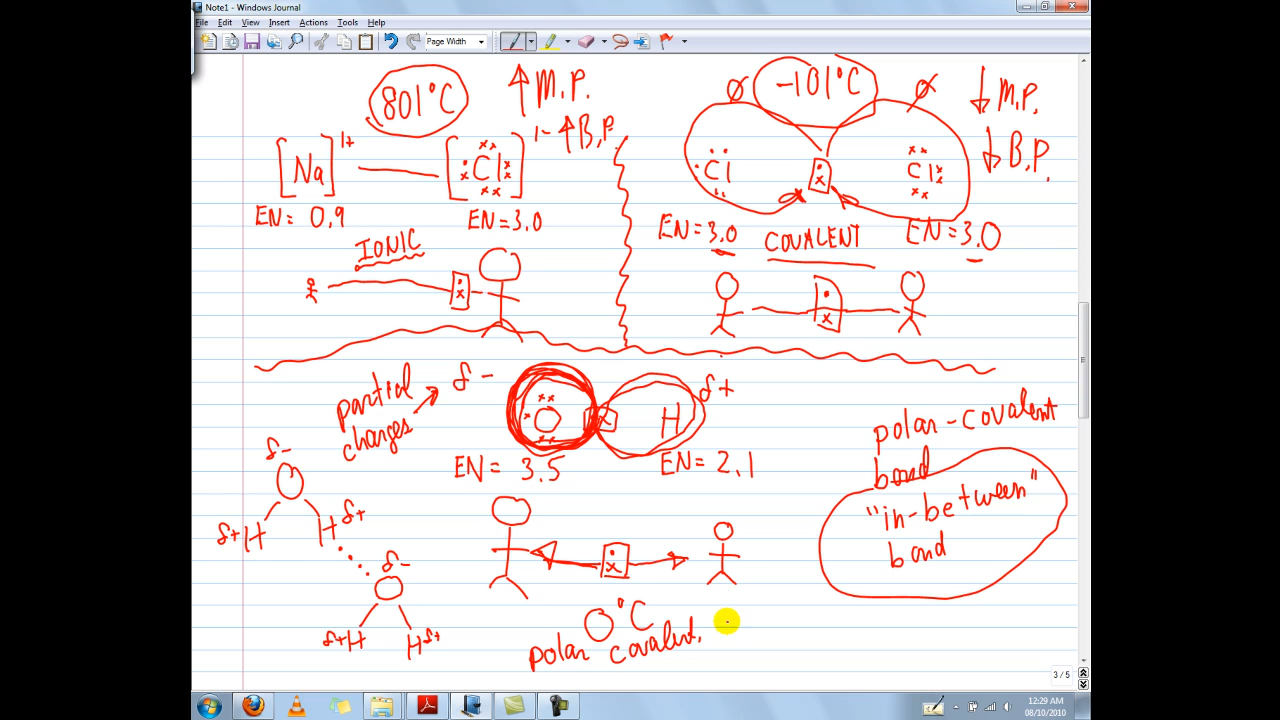 Note1 - Windows Journal
File Edit View Insert Actions Tools Help
Page Width
801°C
↑ M.P.
↑ B.P.
[Na]1+
[Cl]1-
EN = 0.9
EN = 3.0
IONIC
-101°C
ø
ø
↓ M.P.
↓ B.P.
Cl
x
Cl
EN = 3.0
COVALENT
EN = 3.0
x
x
partial
charges
δ-
O
x
H
δ+
EN = 3.5
EN = 2.1
polar-covalent
bond
"in-between"
bond
δ-
O
δ+H
Hδ+
δ-
O
δ+H
Hδ+
x
0°C
polar covalent.
3 / 5
12:29 AM
08/10/2010